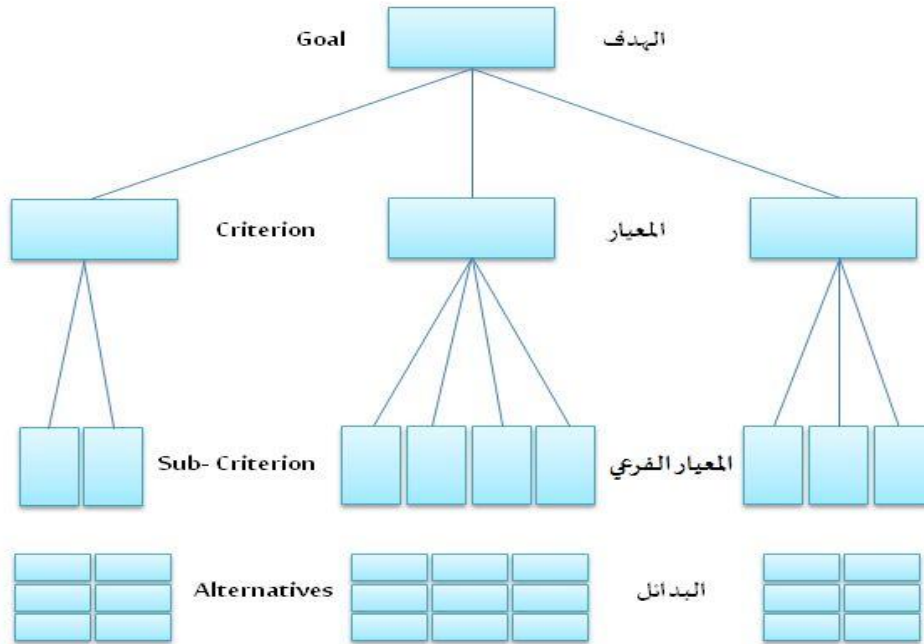 Goal الهدف
Criterion المعيار
Sub- Criterion المعيار الفرعي
Alternatives البدائل